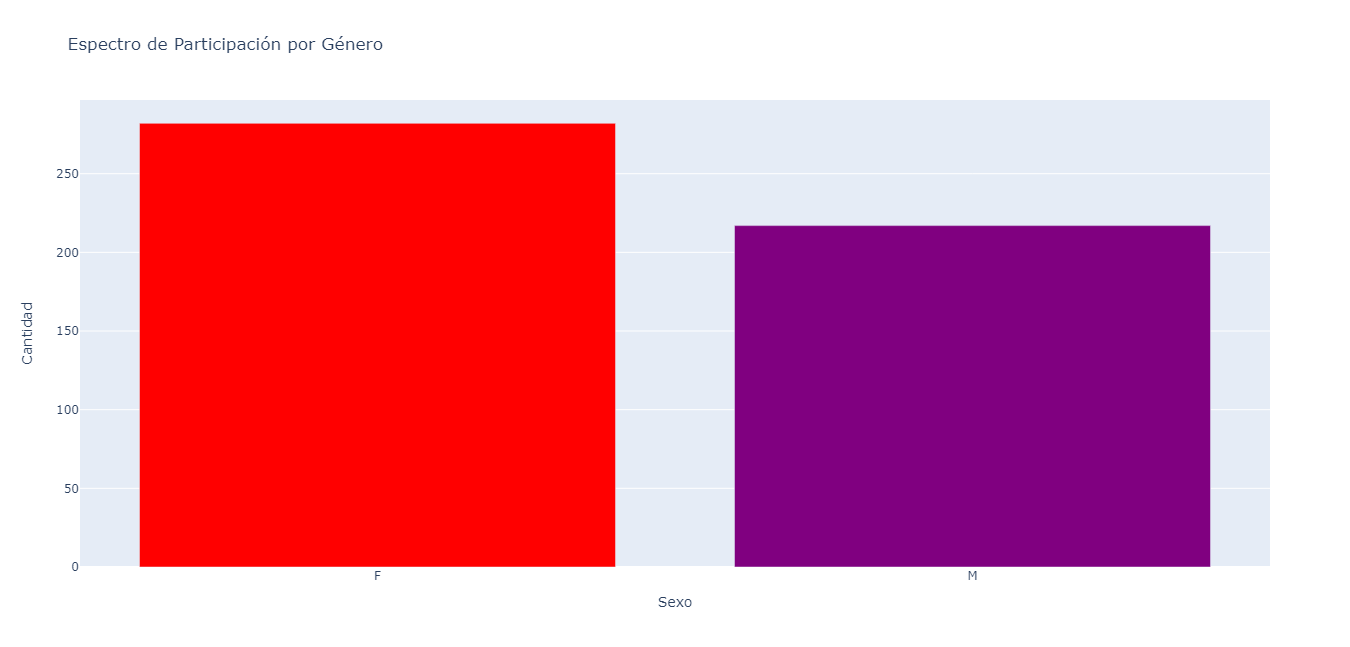 Espectro de Participación por Género
Cantidad
250
200
150
100
50
0
F
M
Sexo